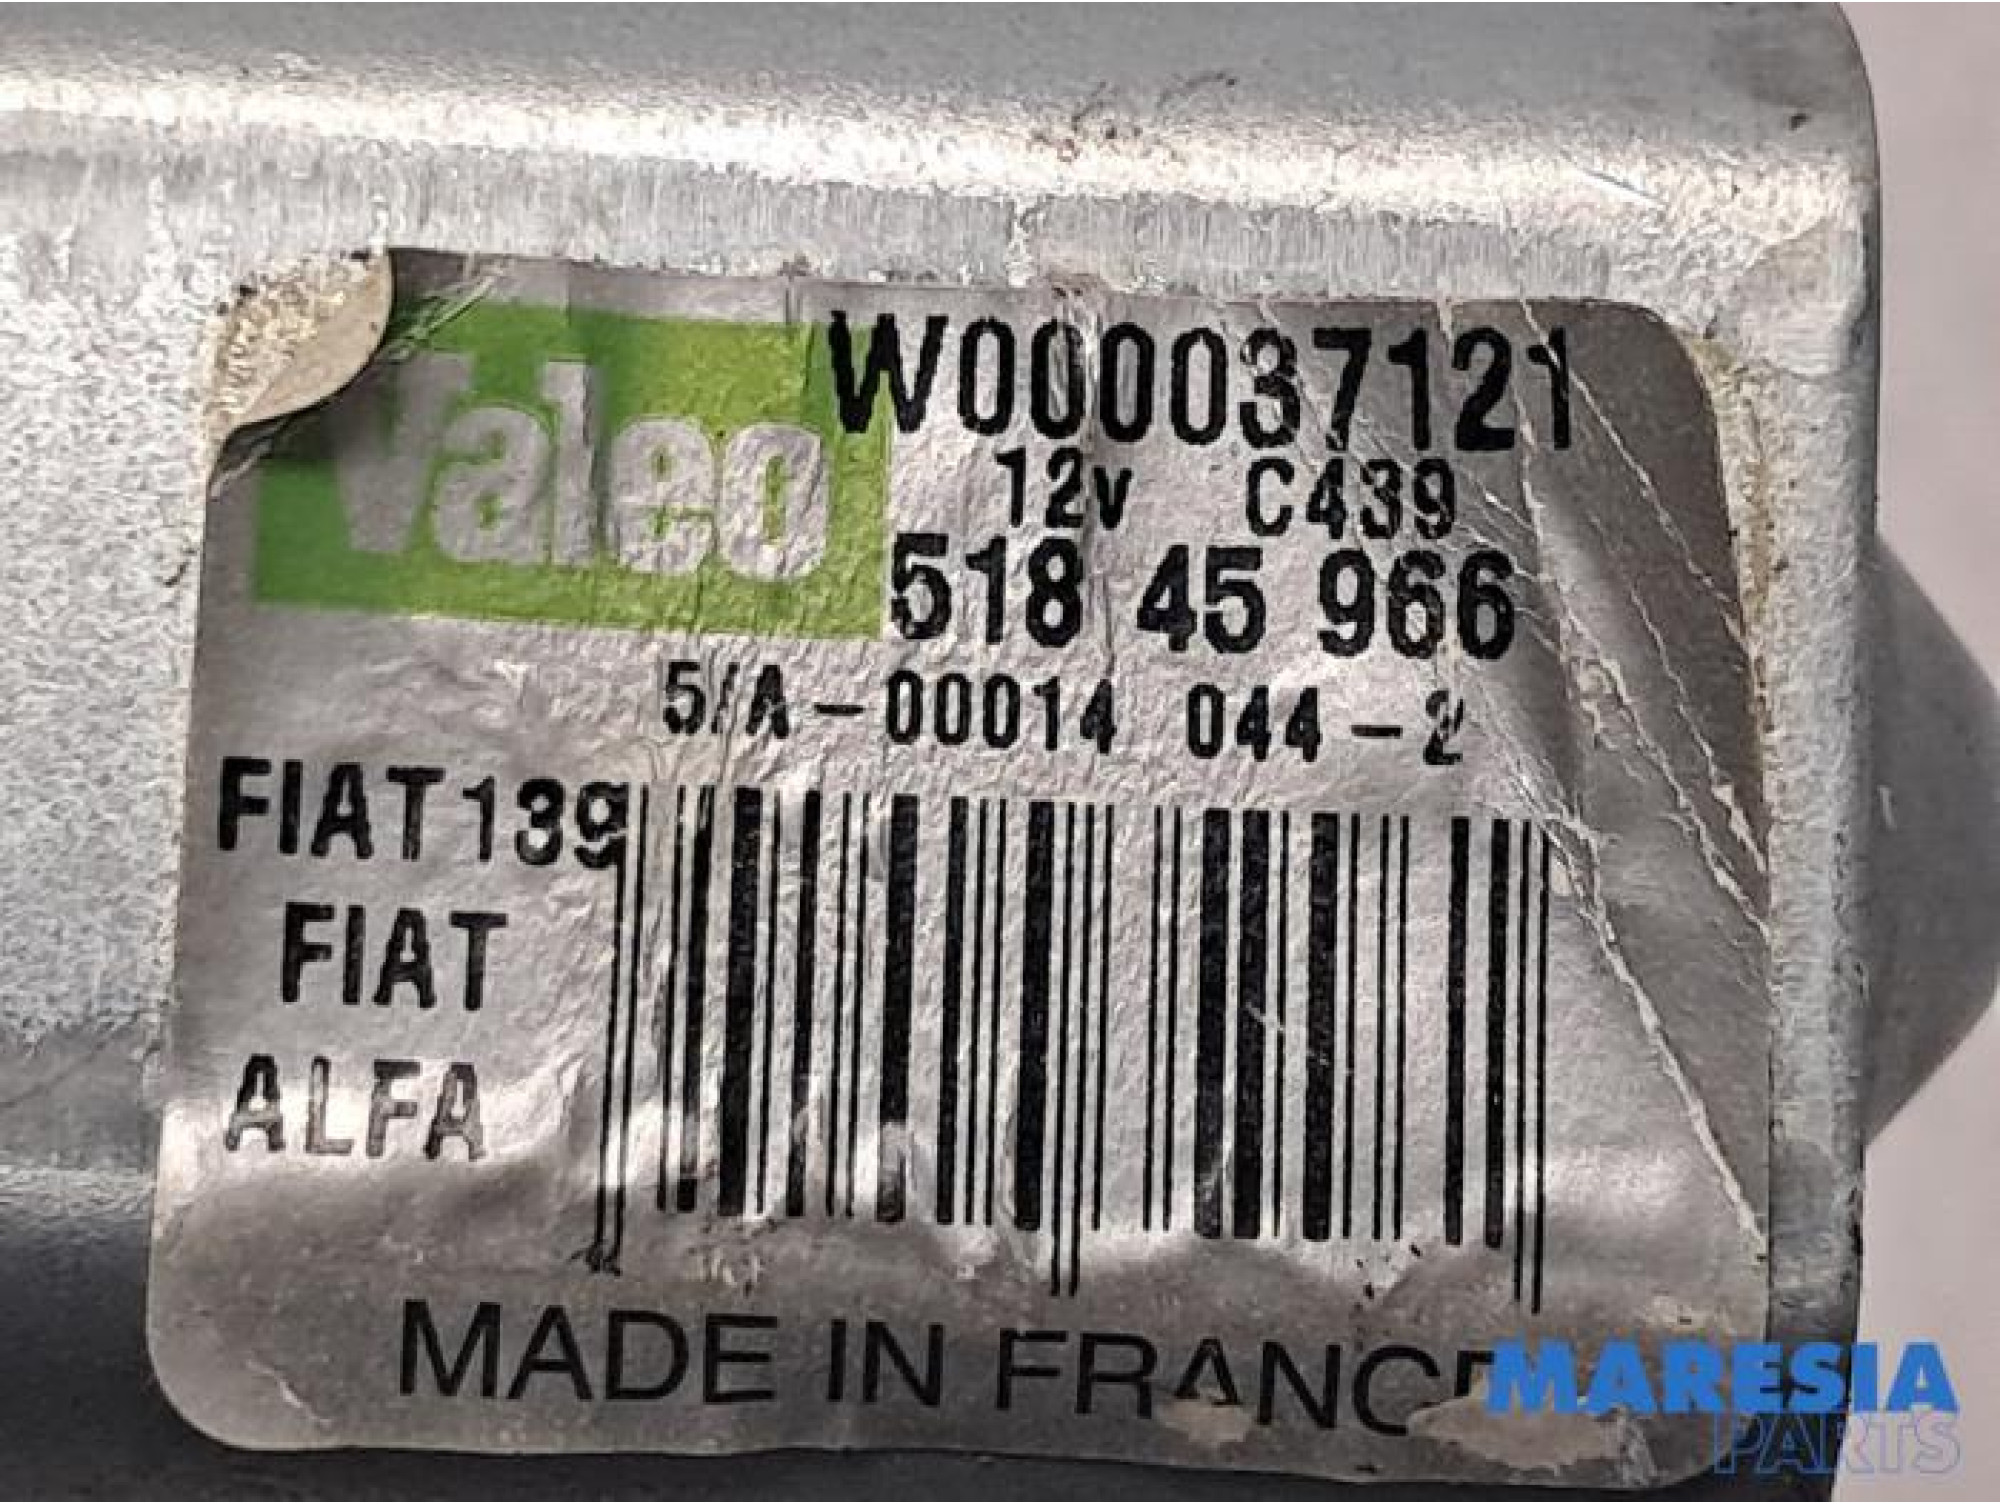 Valeo
W000037121
12v C439
518 45 966
5/A-00014 044-2
FIAT 139
FIAT
ALFA
MADE IN FRANCE
MARESIA
PARTS